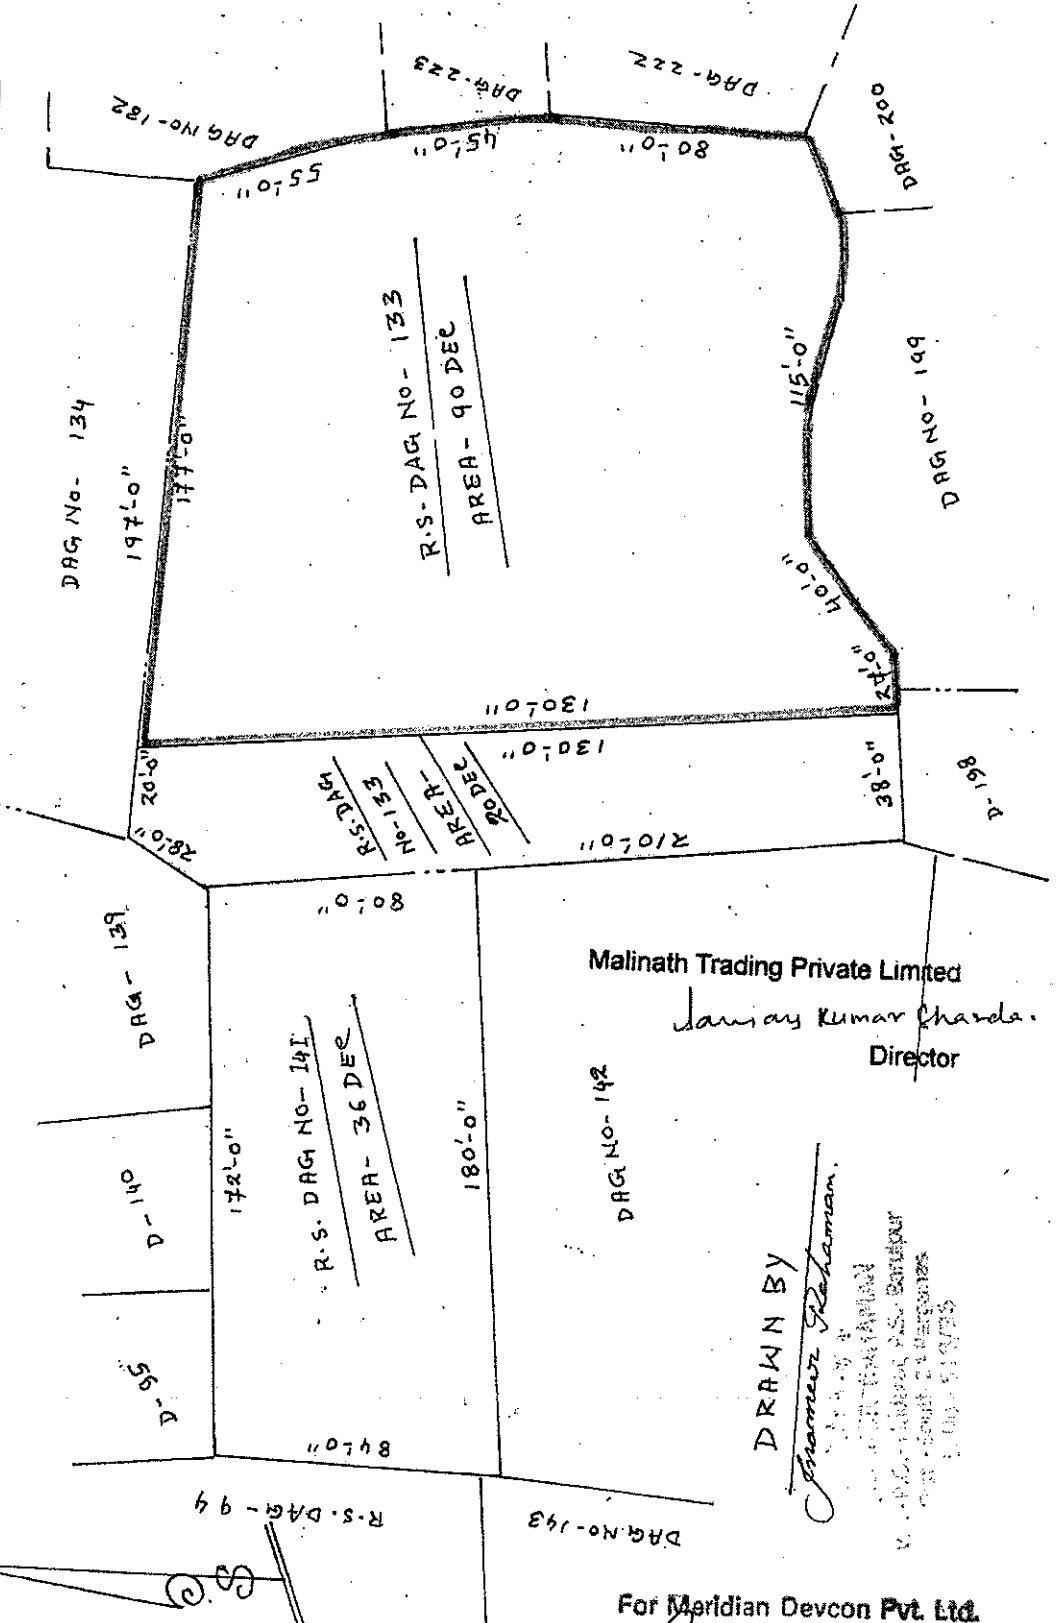 DAG NO-182
DAG-223
DAG-222
DAG-200
55'-0"
45'-0"
80'-0"
DAG NO- 134
197'-0"
177'-0"
R.S- DAG NO- 133
AREA- 90 DEC
115'-0"
DAG NO- 199
40'-0"
24'-0"
130'-0"
130'-0"
20'-0"
28'-0"
R.S. DAG
NO-133
AREA-
20 DEC
38'-0"
D-198
210'-0"
80'-0"
DAG- 139
Malinath Trading Private Limited
Kumar
Director
R.S. DAG NO- 141
AREA- 36 DEC
172'-0"
180'-0"
DAG NO- 142
D-140
D-95
84'-0"
DRAWN BY
Rahaman.
P.S. Baruipur
R.S. DAG- 94
DAG NO-143
S
For Meridian Devcon Pvt. Ltd.